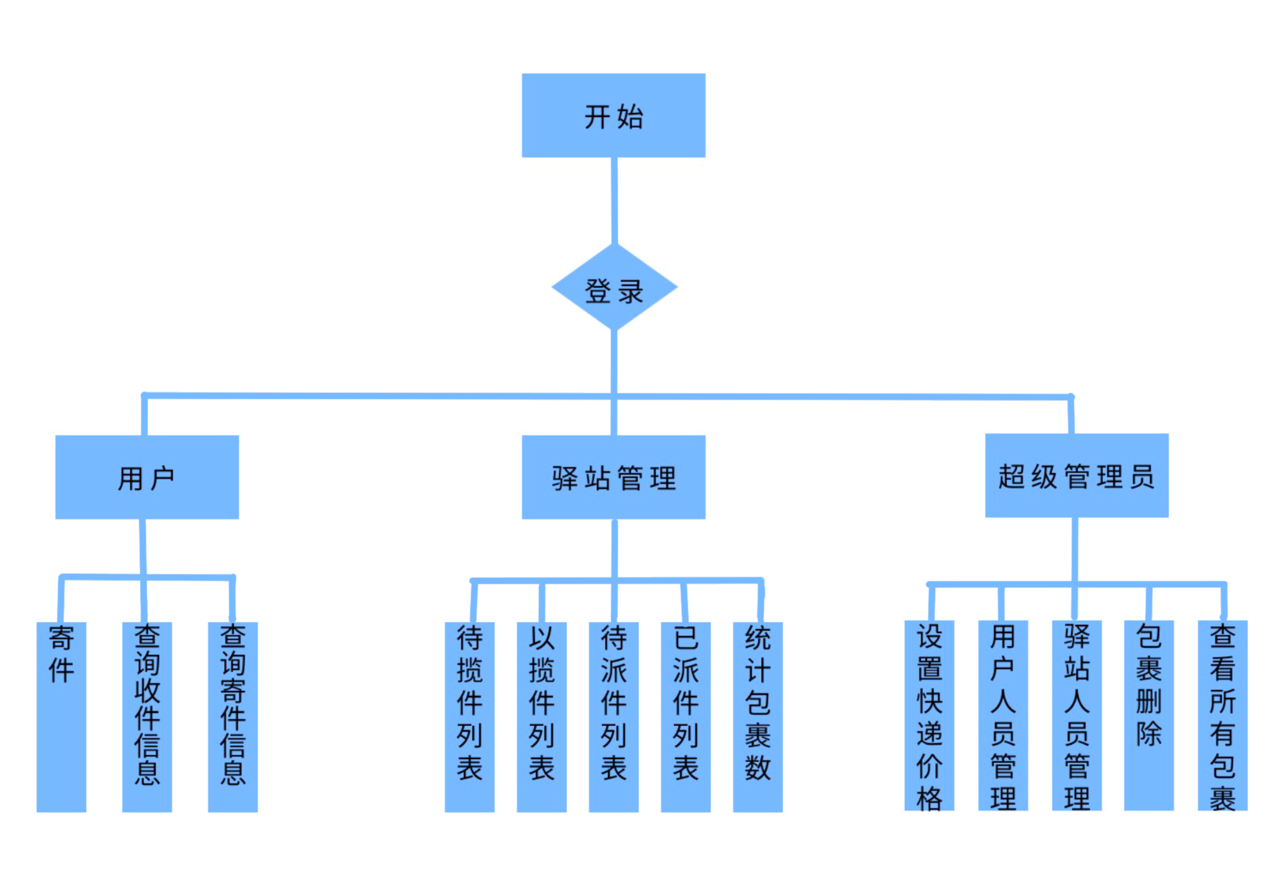 开始
登录
用户
驿站管理
超级管理员
寄件
查询收件信息
查询寄件信息
待揽件列表
以揽件列表
待派件列表
已派件列表
统计包裹数
设置快递价格
用户人员管理
驿站人员管理
包裹删除
查看所有包裹